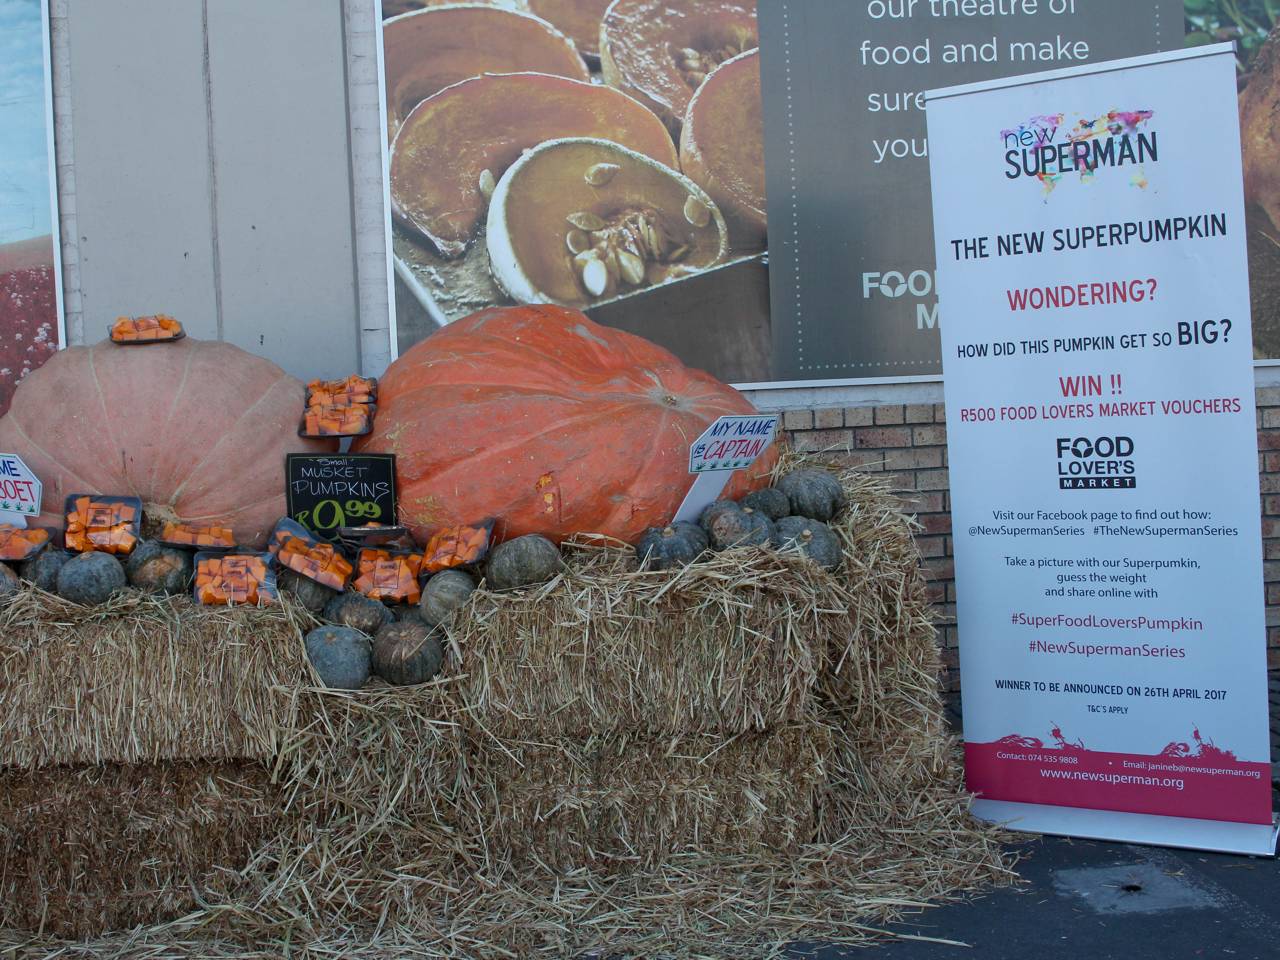 our theatre of
food and make
sure
you
FOO
M
new
SUPERMAN
THE NEW SUPERPUMPKIN
WONDERING?
HOW DID THIS PUMPKIN GET SO BIG?
WIN !!
R500 FOOD LOVERS MARKET VOUCHERS
FOOD
LOVER'S
MARKET
Visit our Facebook page to find out how:
@NewSupermanSeries #TheNewSupermanSeries
Take a picture with our Superpumkin,
guess the weight
and share online with
#SuperFoodLoversPumpkin
#NewSupermanSeries
WINNER TO BE ANNOUNCED ON 26TH APRIL 2017
T&C'S APPLY
Contact: 074 535 9808 • Email: janineb@newsuperman.org
www.newsuperman.org
MY NAME
is CAPTAIN
"Small"
MUSKET
PUMPKINS
R0.99
ME
BOET